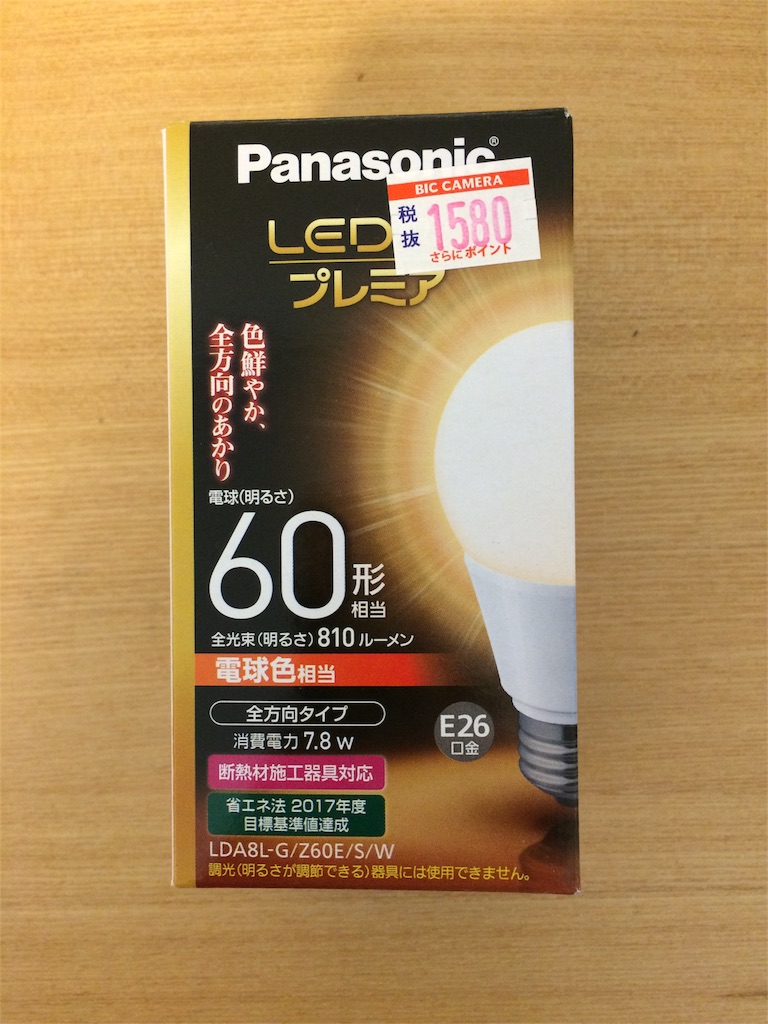 Panasonic®
BIC CAMERA
税抜 1580
さらにポイント
LED
プレミア
色鮮やか、
全方向のあかり
電球(明るさ)
60形相当
全光束(明るさ)810 ルーメン
電球色相当
全方向タイプ
消費電力 7.8 W
E26
口金
断熱材施工器具対応
省エネ法 2017年度
目標基準値達成
LDA8L-G/Z60E/S/W
調光(明るさが調節できる)器具には使用できません。